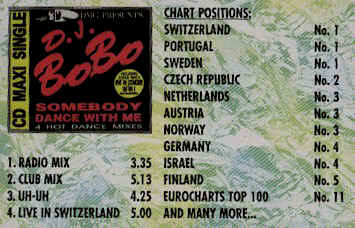 DMC PRESENTS
D.J.
BoBo
CD MAXI SINGLE
SOMEBODY
DANCE WITH ME
4 HOT DANCE MIXES
1. RADIO MIX 3.35
2. CLUB MIX 5.13
3. UH-UH 4.25
4. LIVE IN SWITZERLAND 5.00
CHART POSITIONS:
SWITZERLAND No. 1
PORTUGAL No. 1
SWEDEN No. 1
CZECH REPUBLIC No. 2
NETHERLANDS No. 3
AUSTRIA No. 3
NORWAY No. 3
GERMANY No. 4
ISRAEL No. 4
FINLAND No. 5
EUROCHARTS TOP 100 No. 11
AND MANY MORE...